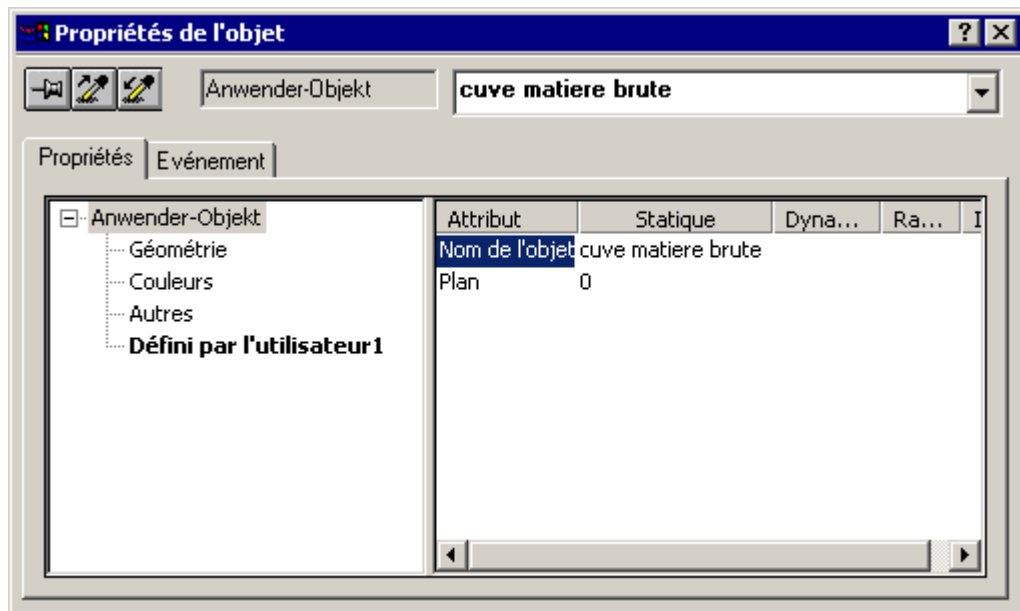 Propriétés de l'objet
Anwender-Objekt cuve matiere brute
Propriétés Evénement
Anwender-Objekt
Géométrie
Couleurs
Autres
Défini par l'utilisateur1
Attribut Statique Dyna... Ra... I
Nom de l'objet cuve matiere brute
Plan 0